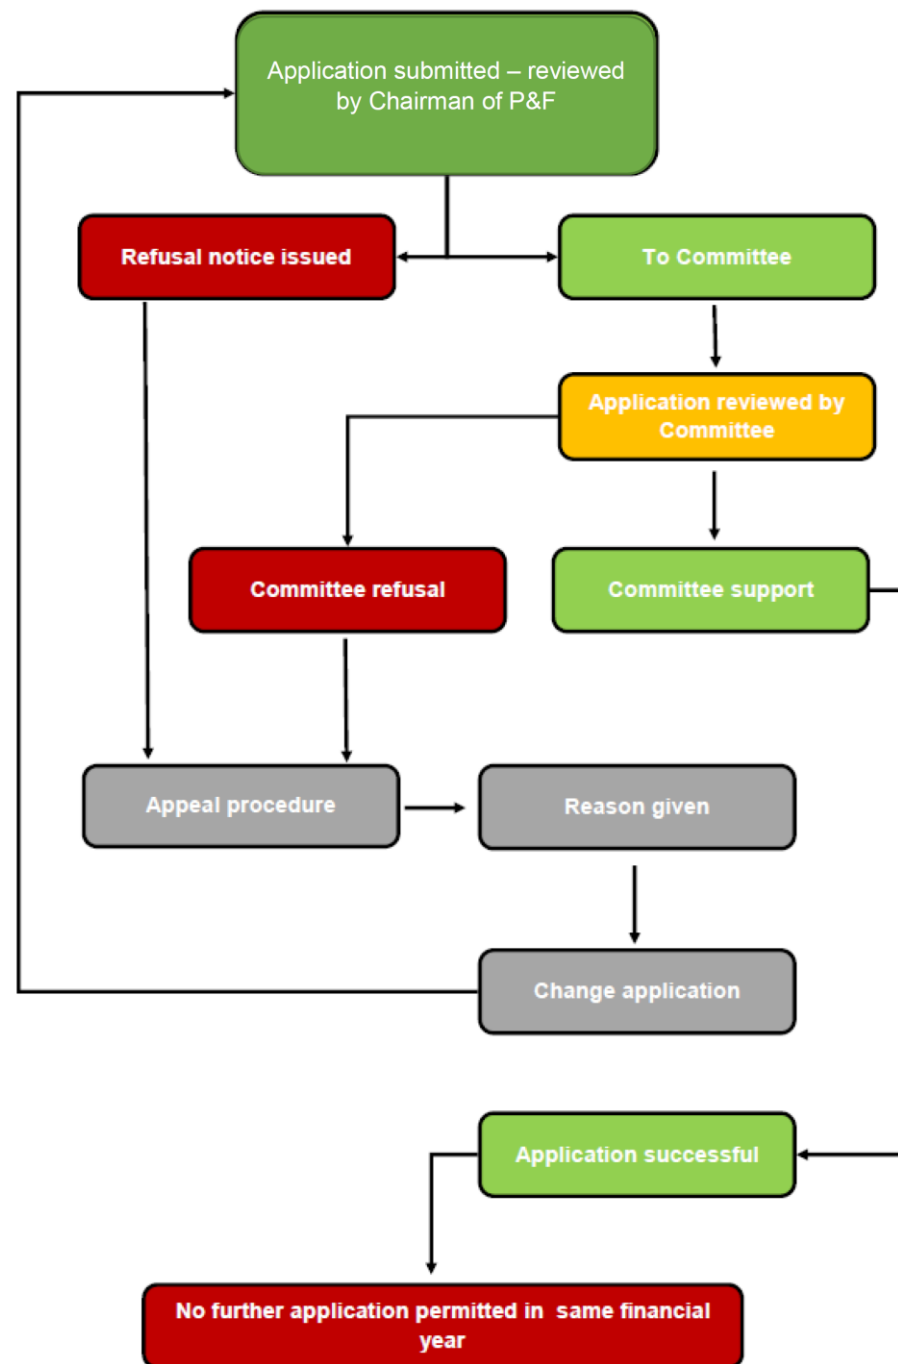 Application submitted – reviewed
by Chairman of P&F
Refusal notice issued
To Committee
Application reviewed by
Committee
Committee refusal
Committee support
Appeal procedure
Reason given
Change application
Application successful
No further application permitted in same financial
year